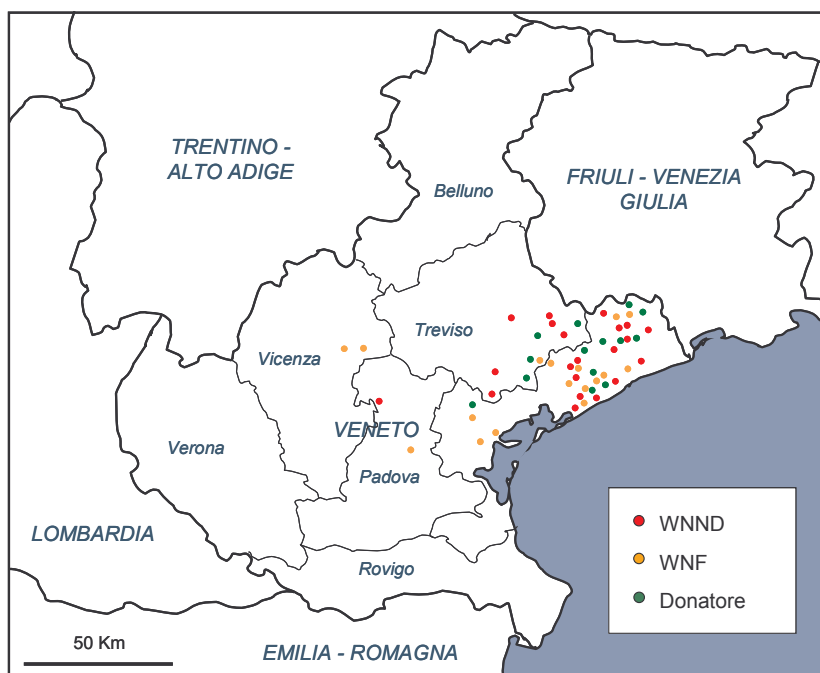 TRENTINO -
ALTO ADIGE
FRIULI - VENEZIA
GIULIA
Belluno
Treviso
Vicenza
VENETO
Verona
Padova
LOMBARDIA
Rovigo
EMILIA - ROMAGNA
50 Km
WNND
WNF
Donatore